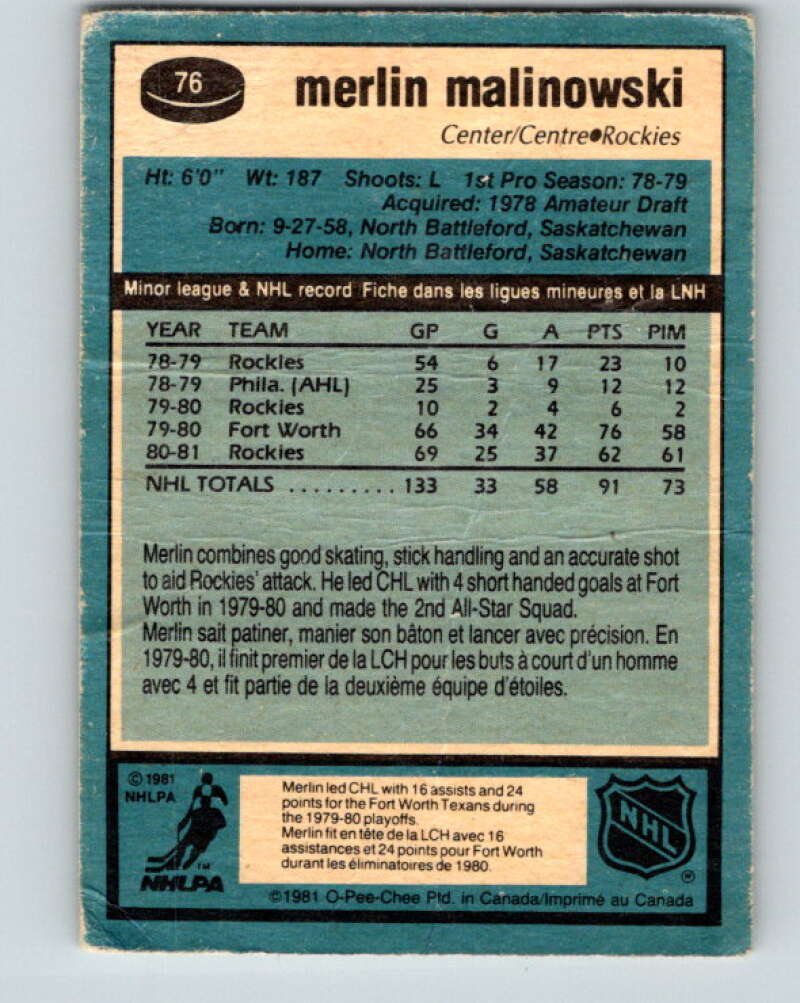 76
merlin malinowski
Center/Centre●Rockies
Ht: 6'0" Wt: 187 Shoots: L 1st Pro Season: 78-79
Acquired: 1978 Amateur Draft
Born: 9-27-58, North Battleford, Saskatchewan
Home: North Battleford, Saskatchewan
Minor league & NHL record Fiche dans les ligues mineures et la LNH
YEAR TEAM GP G A PTS PIM
78-79 Rockies 54 6 17 23 10
78-79 Phila. (AHL) 25 3 9 12 12
79-80 Rockies 10 2 4 6 2
79-80 Fort Worth 66 34 42 76 58
80-81 Rockies 69 25 37 62 61
NHL TOTALS .......... 133 33 58 91 73
Merlin combines good skating, stick handling and an accurate shot
to aid Rockies' attack. He led CHL with 4 short handed goals at Fort
Worth in 1979-80 and made the 2nd All-Star Squad.
Merlin sait patiner, manier son bâton et lancer avec précision. En
1979-80, il finit premier de la LCH pour les buts à court d'un homme
avec 4 et fit partie de la deuxième équipe d'étoiles.
© 1981
NHLPA
TM
NHLPA
Merlin led CHL with 16 assists and 24
points for the Fort Worth Texans during
the 1979-80 playoffs.
Merlin fit en tête de la LCH avec 16
assistances et 24 points pour Fort Worth
durant les éliminatoires de 1980.
NHL
®
©1981 O-Pee-Chee Ptd. in Canada/Imprimé au Canada